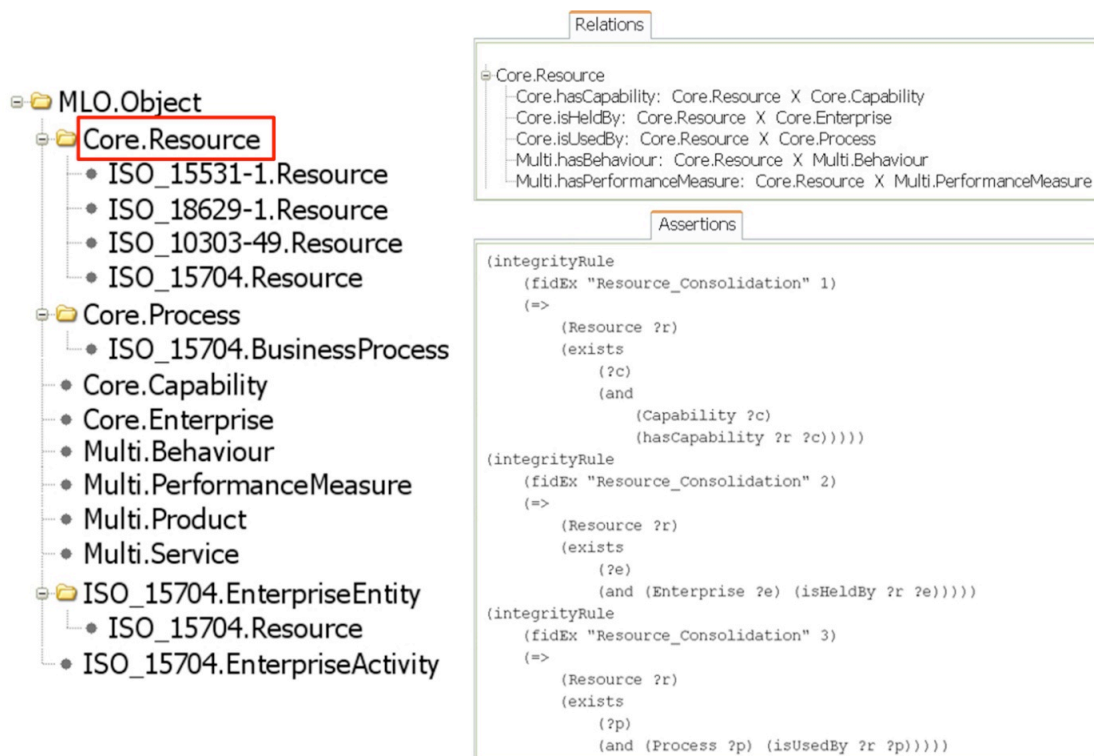 MLO.Object
Core.Resource
ISO_15531-1.Resource
ISO_18629-1.Resource
ISO_10303-49.Resource
ISO_15704.Resource
Core.Process
ISO_15704.BusinessProcess
Core.Capability
Core.Enterprise
Multi.Behaviour
Multi.PerformanceMeasure
Multi.Product
Multi.Service
ISO_15704.EnterpriseEntity
ISO_15704.Resource
ISO_15704.EnterpriseActivity
Relations
Core.Resource
Core.hasCapability: Core.Resource X Core.Capability
Core.isHeldBy: Core.Resource X Core.Enterprise
Core.isUsedBy: Core.Resource X Core.Process
Multi.hasBehaviour: Core.Resource X Multi.Behaviour
Multi.hasPerformanceMeasure: Core.Resource X Multi.PerformanceMeasure
Assertions
(integrityRule
(fidEx "Resource_Consolidation" 1)
(=>
(Resource ?r)
(exists
(?c)
(and
(Capability ?c)
(hasCapability ?r ?c)))))
(integrityRule
(fidEx "Resource_Consolidation" 2)
(=>
(Resource ?r)
(exists
(?e)
(and (Enterprise ?e) (isHeldBy ?r ?e)))))
(integrityRule
(fidEx "Resource_Consolidation" 3)
(=>
(Resource ?r)
(exists
(?p)
(and (Process ?p) (isUsedBy ?r ?p)))))